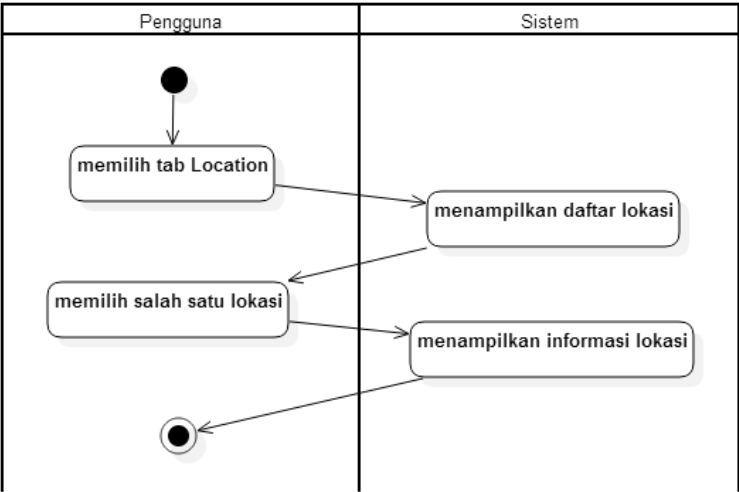 Pengguna
Sistem
memilih tab Location
menampilkan daftar lokasi
memilih salah satu lokasi
menampilkan informasi lokasi